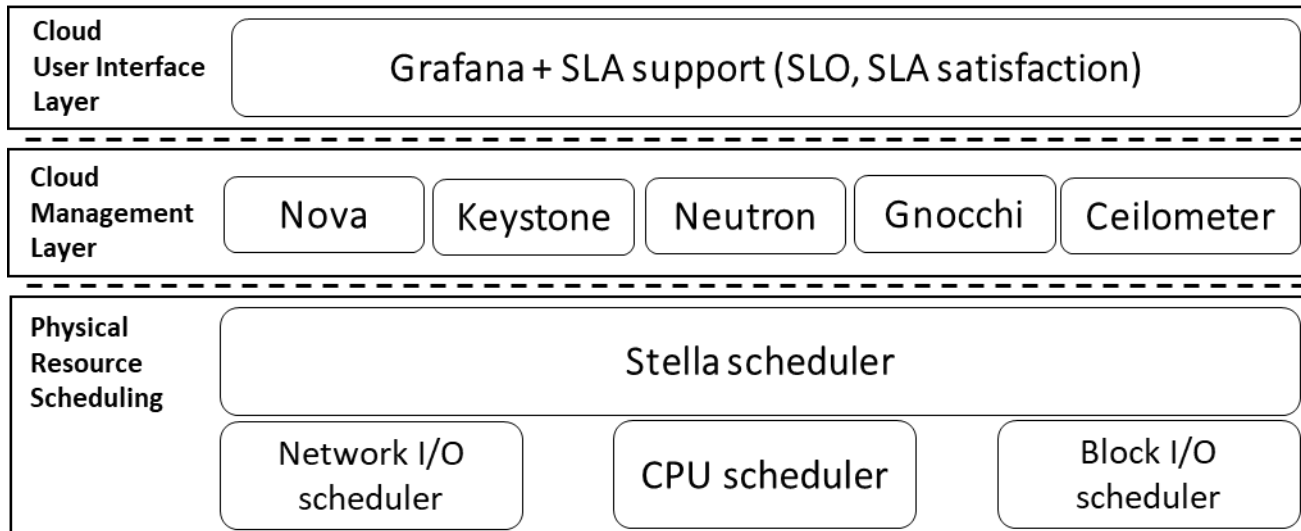 Cloud
User Interface
Layer
Grafana + SLA support (SLO, SLA satisfaction)
Cloud
Management
Layer
Nova
Keystone
Neutron
Gnocchi
Ceilometer
Physical
Resource
Scheduling
Stella scheduler
Network I/O
scheduler
CPU scheduler
Block I/O
scheduler